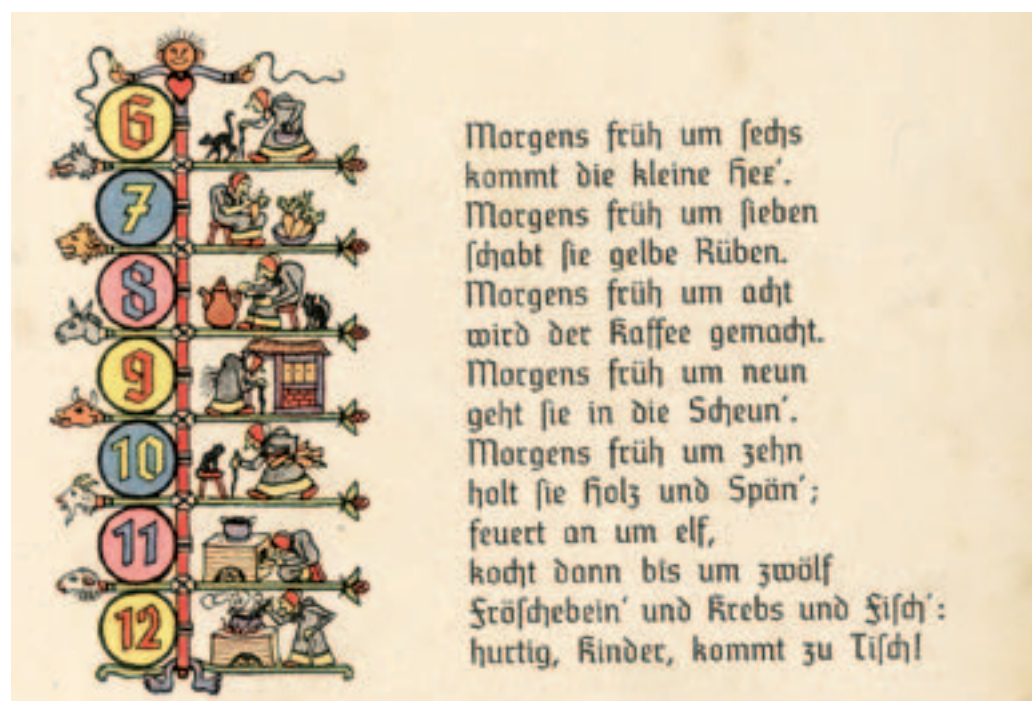 6
7
8
9
10
11
12
Morgens früh um sechs
kommt die kleine Hex'.
Morgens früh um sieben
schabt sie gelbe Rüben.
Morgens früh um acht
wird der Kaffee gemacht.
Morgens früh um neun
geht sie in die Scheun'.
Morgens früh um zehn
holt sie Holz und Spän';
feuert an um elf,
kocht dann bis um zwölf
Fröschebein' und Krebs und Fisch':
hurtig, Kinder, kommt zu Tisch!